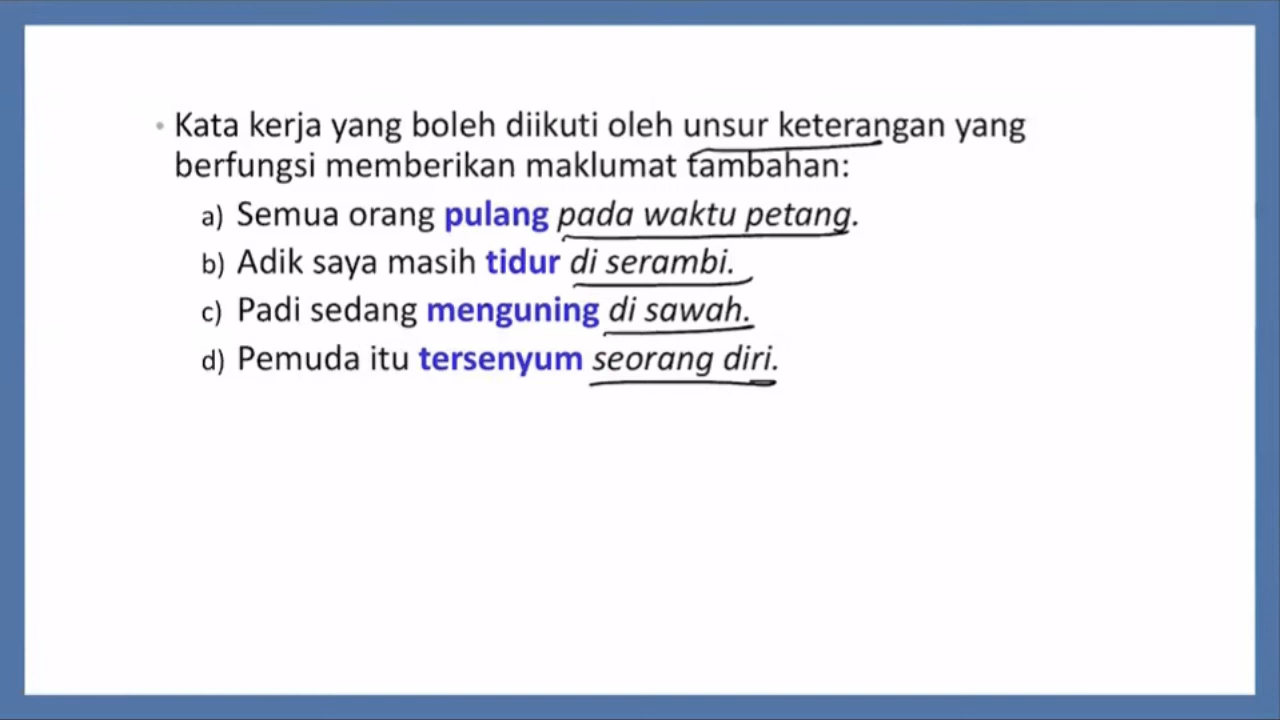 • Kata kerja yang boleh diikuti oleh unsur keterangan yang
berfungsi memberikan maklumat tambahan:
a) Semua orang pulang pada waktu petang.
b) Adik saya masih tidur di serambi.
c) Padi sedang menguning di sawah.
d) Pemuda itu tersenyum seorang diri.